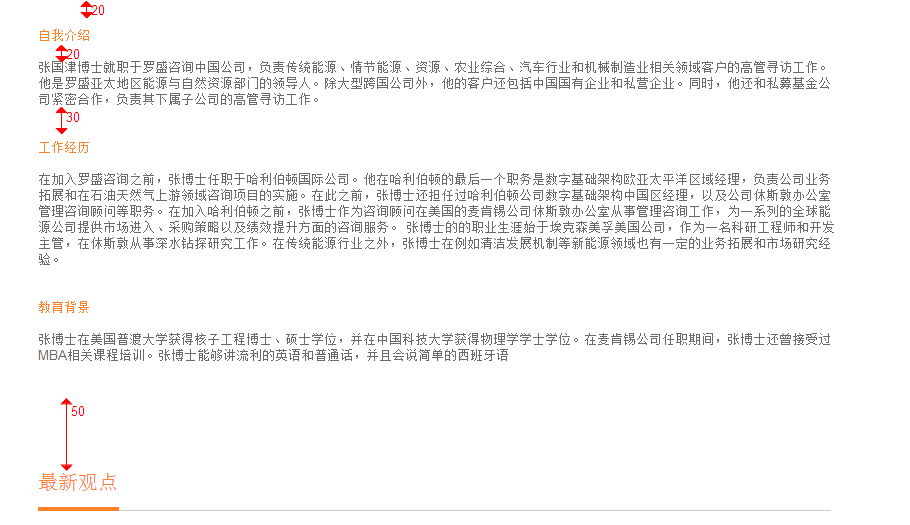 20
自我介绍
20
张国津博士就职于罗盛咨询中国公司，负责传统能源、情节能源、资源、农业综合、汽车行业和机械制造业相关领域客户的高管寻访工作。
他是罗盛亚太地区能源与自然资源部门的领导人。除大型跨国公司外，他的客户还包括中国国有企业和私营企业。同时，他还和私募基金公
司紧密合作，负责其下属子公司的高管寻访工作。
30
工作经历
在加入罗盛咨询之前，张博士任职于哈利伯顿国际公司。他在哈利伯顿的最后一个职务是数字基础架构欧亚太平洋区域经理，负责公司业务
拓展和在石油天然气上游领域咨询项目的实施。在此之前，张博士还担任过哈利伯顿公司数字基础架构中国区经理，以及公司休斯敦办公室
管理咨询顾问等职务。在加入哈利伯顿之前，张博士作为咨询顾问在美国的麦肯锡公司休斯敦办公室从事管理咨询工作，为一系列的全球能
源公司提供市场进入、采购策略以及绩效提升方面的咨询服务。 张博士的的职业生涯始于埃克森美孚美国公司，作为一名科研工程师和开发
主管，在休斯敦从事深水钻探研究工作。在传统能源行业之外，张博士在例如清洁发展机制等新能源领域也有一定的业务拓展和市场研究经
验。
教育背景
张博士在美国普渡大学获得核子工程博士、硕士学位，并在中国科技大学获得物理学学士学位。在麦肯锡公司任职期间，张博士还曾接受过
MBA相关课程培训。张博士能够讲流利的英语和普通话，并且会说简单的西班牙语
50
最新观点